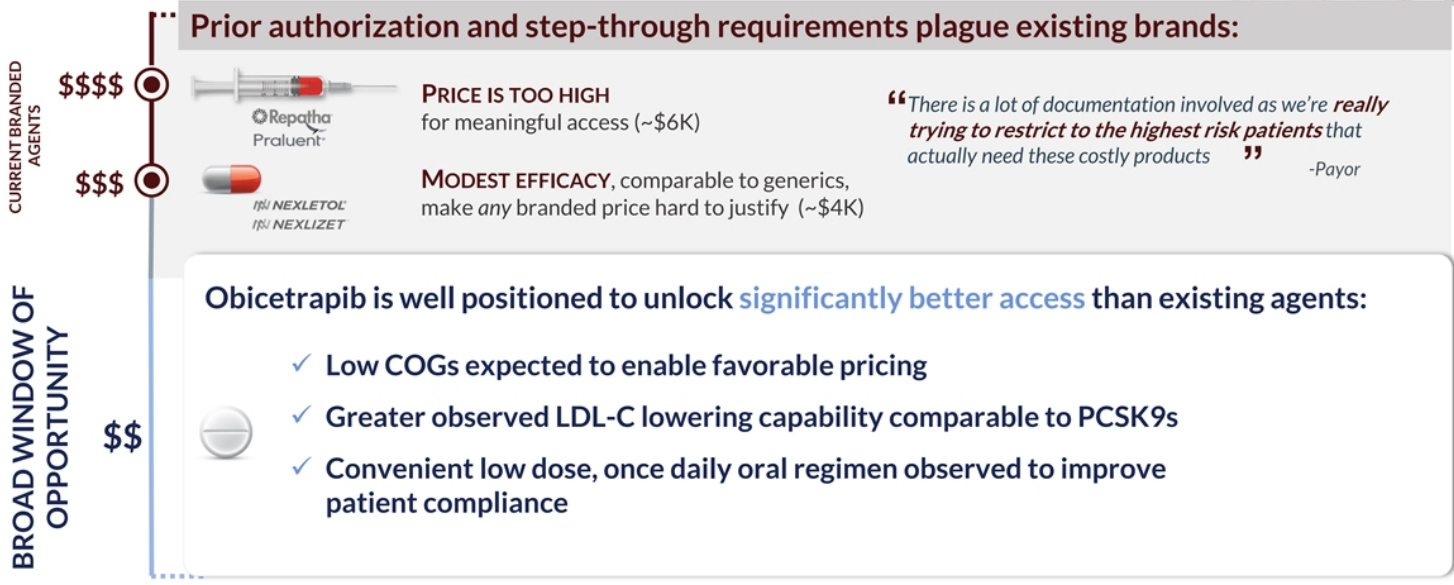 Prior authorization and step-through requirements plague existing brands:
CURRENT BRANDED
AGENTS
$$$$
Repatha
Praluent
PRICE IS TOO HIGH
for meaningful access (~$6K)
“There is a lot of documentation involved as we’re really
trying to restrict to the highest risk patients that
actually need these costly products ”
-Payor
$$$
NEXLETOL
NEXLIZET
MODEST EFFICACY, comparable to generics,
make any branded price hard to justify (~$4K)
BROAD WINDOW OF
OPPORTUNITY
$$
Obicetrapib is well positioned to unlock significantly better access than existing agents:
✓ Low COGs expected to enable favorable pricing
✓ Greater observed LDL-C lowering capability comparable to PCSK9s
✓ Convenient low dose, once daily oral regimen observed to improve
patient compliance